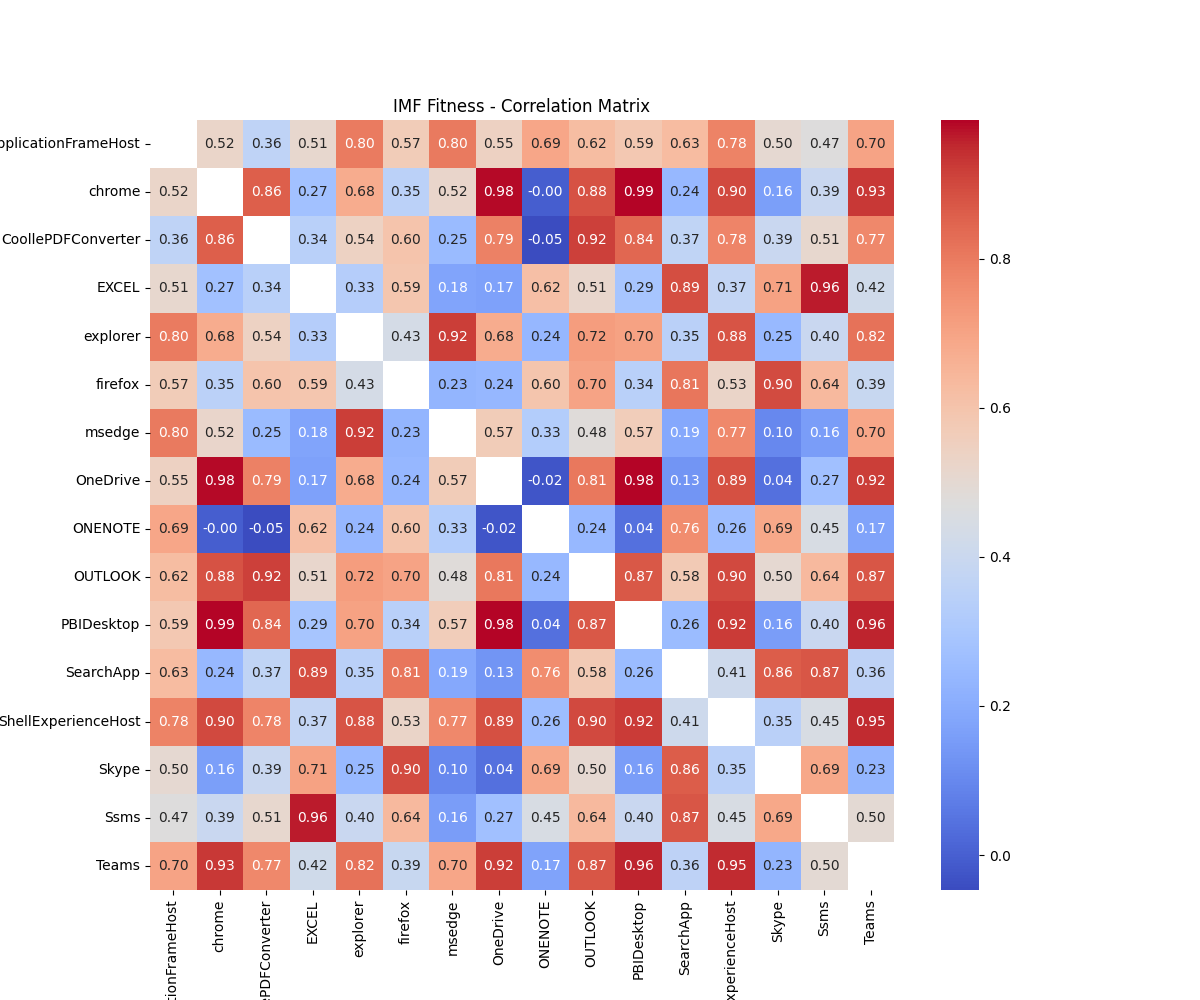 IMF Fitness - Correlation Matrix
pplicationFrameHost 0.52 0.36 0.51 0.80 0.57 0.80 0.55 0.69 0.62 0.59 0.63 0.78 0.50 0.47 0.70
chrome 0.52 0.86 0.27 0.68 0.35 0.52 0.98 -0.00 0.88 0.99 0.24 0.90 0.16 0.39 0.93
CoollePDFConverter 0.36 0.86 0.34 0.54 0.60 0.25 0.79 -0.05 0.92 0.84 0.37 0.78 0.39 0.51 0.77
EXCEL 0.51 0.27 0.34 0.33 0.59 0.18 0.17 0.62 0.51 0.29 0.89 0.37 0.71 0.96 0.42
explorer 0.80 0.68 0.54 0.33 0.43 0.92 0.68 0.24 0.72 0.70 0.35 0.88 0.25 0.40 0.82
firefox 0.57 0.35 0.60 0.59 0.43 0.23 0.24 0.60 0.70 0.34 0.81 0.53 0.90 0.64 0.39
msedge 0.80 0.52 0.25 0.18 0.92 0.23 0.57 0.33 0.48 0.57 0.19 0.77 0.10 0.16 0.70
OneDrive 0.55 0.98 0.79 0.17 0.68 0.24 0.57 -0.02 0.81 0.98 0.13 0.89 0.04 0.27 0.92
ONENOTE 0.69 -0.00 -0.05 0.62 0.24 0.60 0.33 -0.02 0.24 0.04 0.76 0.26 0.69 0.45 0.17
OUTLOOK 0.62 0.88 0.92 0.51 0.72 0.70 0.48 0.81 0.24 0.87 0.58 0.90 0.50 0.64 0.87
PBIDesktop 0.59 0.99 0.84 0.29 0.70 0.34 0.57 0.98 0.04 0.87 0.26 0.92 0.16 0.40 0.96
SearchApp 0.63 0.24 0.37 0.89 0.35 0.81 0.19 0.13 0.76 0.58 0.26 0.41 0.86 0.87 0.36
ShellExperienceHost 0.78 0.90 0.78 0.37 0.88 0.53 0.77 0.89 0.26 0.90 0.92 0.41 0.35 0.45 0.95
Skype 0.50 0.16 0.39 0.71 0.25 0.90 0.10 0.04 0.69 0.50 0.16 0.86 0.35 0.69 0.23
Ssms 0.47 0.39 0.51 0.96 0.40 0.64 0.16 0.27 0.45 0.64 0.40 0.87 0.45 0.69 0.50
Teams 0.70 0.93 0.77 0.42 0.82 0.39 0.70 0.92 0.17 0.87 0.96 0.36 0.95 0.23 0.50
tionFrameHost
chrome
ePDFConverter
EXCEL
explorer
firefox
msedge
OneDrive
ONENOTE
OUTLOOK
PBIDesktop
SearchApp
xperienceHost
Skype
Ssms
Teams
0.8
0.6
0.4
0.2
0.0